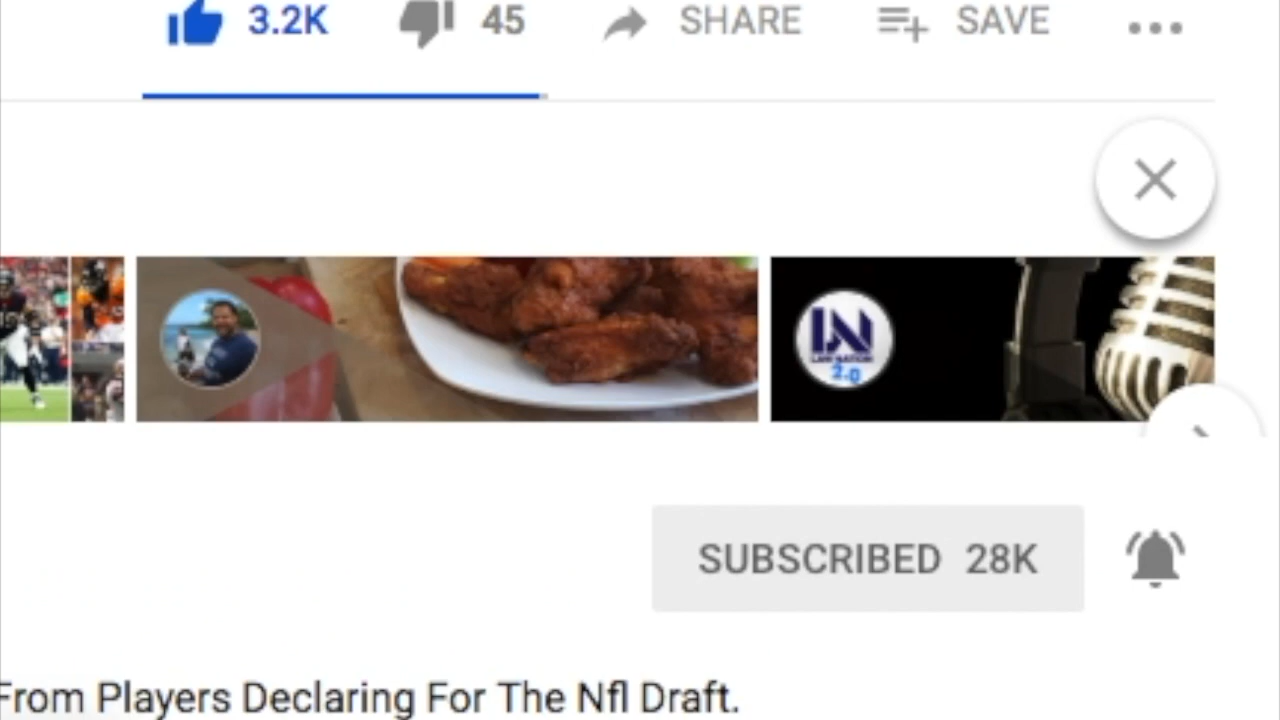 3.2K 45 SHARE SAVE
LN
LAW NATION
2.0
SUBSCRIBED 28K
From Players Declaring For The Nfl Draft.